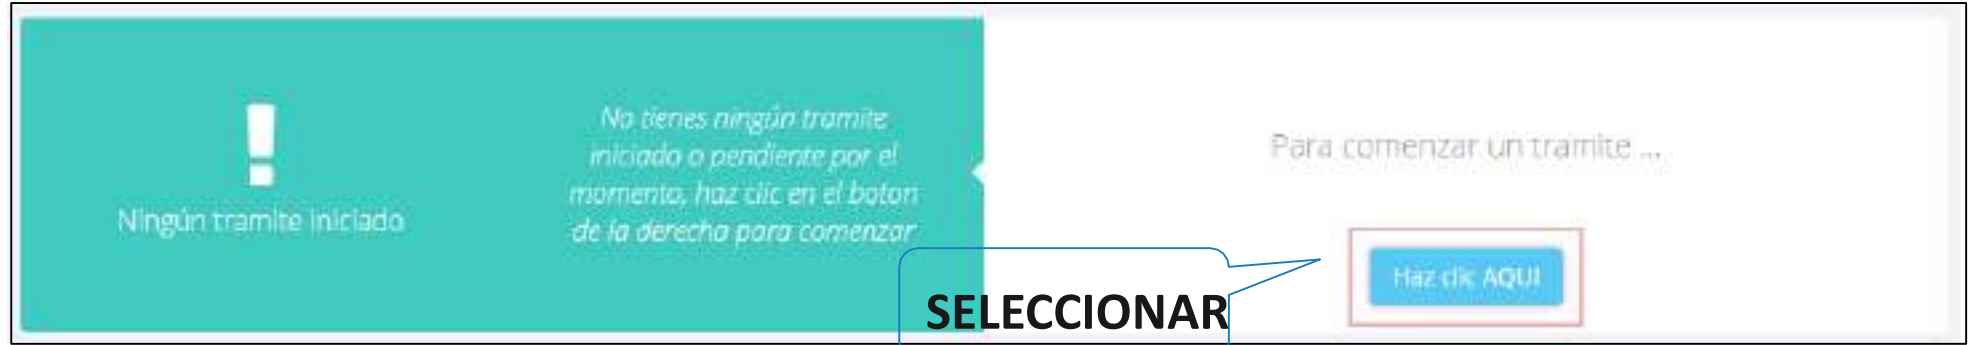 Ningún tramite iniciado
No tienes ningún tramite
iniciado o pendiente por el
momento, haz clic en el boton
de la derecha para comenzar
Para comenzar un tramite ...
Haz clic AQUI
SELECCIONAR